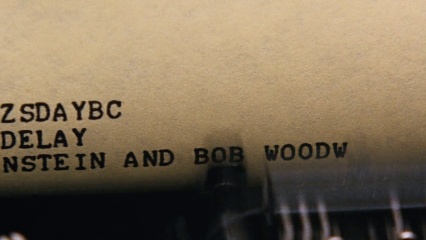 ZSDAYBC
DELAY
NSTEIN AND BOB WOODW